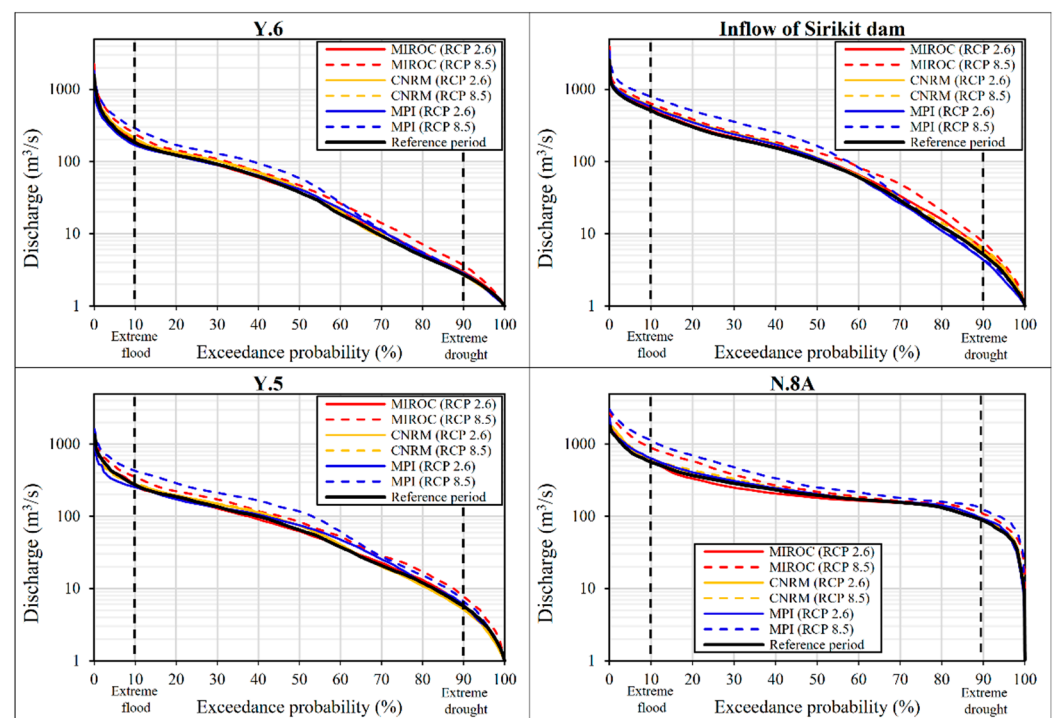 Y.6
MIROC (RCP 2.6)
MIROC (RCP 8.5)
CNRM (RCP 2.6)
CNRM (RCP 8.5)
MPI (RCP 2.6)
MPI (RCP 8.5)
Reference period
Discharge (m³/s)
1000
100
10
1
0 10 20 30 40 50 60 70 80 90 100
Extreme
flood
Exceedance probability (%)
Extreme
drought
Inflow of Sirikit dam
MIROC (RCP 2.6)
MIROC (RCP 8.5)
CNRM (RCP 2.6)
CNRM (RCP 8.5)
MPI (RCP 2.6)
MPI (RCP 8.5)
Reference period
Discharge (m³/s)
1000
100
10
1
0 10 20 30 40 50 60 70 80 90 100
Extreme
flood
Exceedance probability (%)
Extreme
drought
Y.5
MIROC (RCP 2.6)
MIROC (RCP 8.5)
CNRM (RCP 2.6)
CNRM (RCP 8.5)
MPI (RCP 2.6)
MPI (RCP 8.5)
Reference period
Discharge (m³/s)
1000
100
10
1
0 10 20 30 40 50 60 70 80 90 100
Extreme
flood
Exceedance probability (%)
Extreme
drought
N.8A
Discharge (m³/s)
1000
100
10
1
MIROC (RCP 2.6)
MIROC (RCP 8.5)
CNRM (RCP 2.6)
CNRM (RCP 8.5)
MPI (RCP 2.6)
MPI (RCP 8.5)
Reference period
0 10 20 30 40 50 60 70 80 90 100
Extreme
flood
Exceedance probability (%)
Extreme
drought